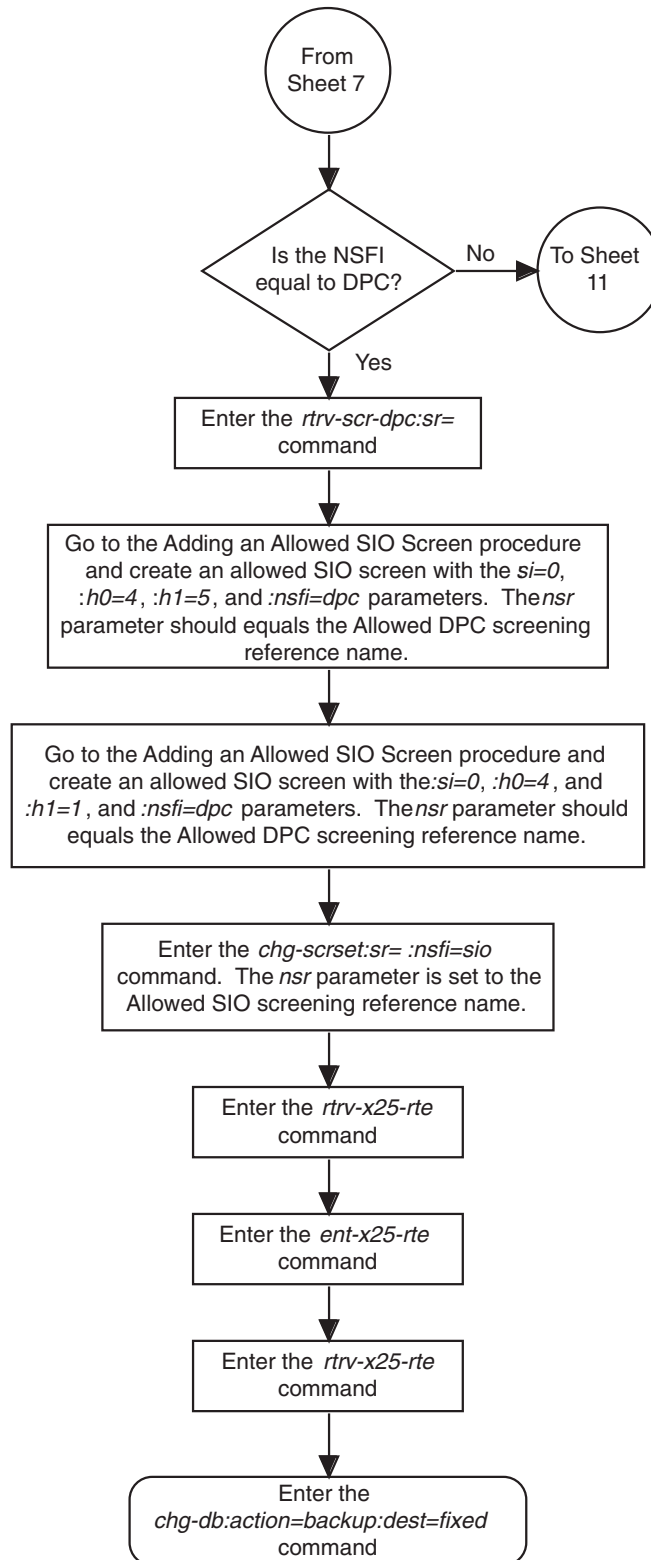 From
Sheet 7
Is the NSFI
equal to DPC?
No
To Sheet
11
Yes
Enter the rtrv-scr-dpc:sr=
command
Go to the Adding an Allowed SIO Screen procedure
and create an allowed SIO screen with the si=0,
:h0=4, :h1=5, and :nsfi=dpc parameters. The nsr
parameter should equals the Allowed DPC screening
reference name.
Go to the Adding an Allowed SIO Screen procedure and
create an allowed SIO screen with the:si=0, :h0=4, and
:h1=1, and :nsfi=dpc parameters. The nsr parameter should
equals the Allowed DPC screening reference name.
Enter the chg-scrset:sr= :nsfi=sio
command. The nsr parameter is set to the
Allowed SIO screening reference name.
Enter the rtrv-x25-rte
command
Enter the ent-x25-rte
command
Enter the rtrv-x25-rte
command
Enter the
chg-db:action=backup:dest=fixed
command